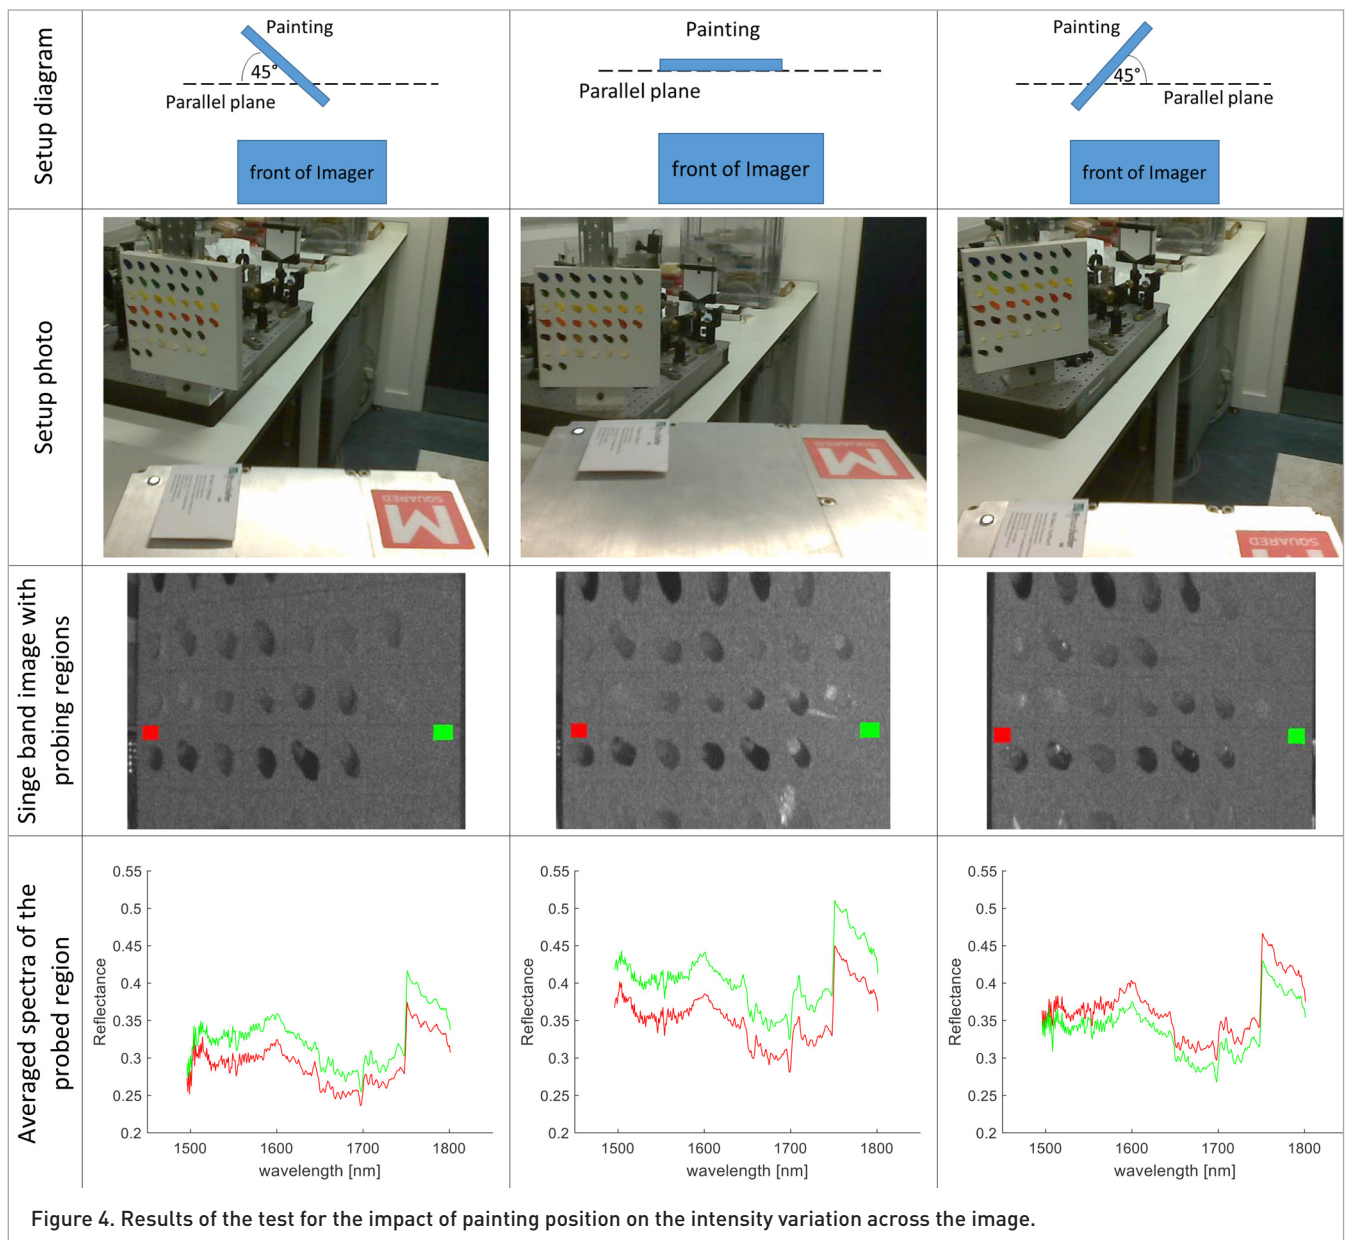 Setup diagram
Painting
45°
Parallel plane
front of Imager
Painting
Parallel plane
front of Imager
Painting
45°
Parallel plane
front of Imager
Setup photo
M
SQUARED
M
SQUARED
M
SQUARED
Singe band image with
probing regions
Averaged spectra of the
probed region
0.55
0.5
0.45
0.4
0.35
0.3
0.25
0.2
Reflectance
1500 1600 1700 1800
wavelength [nm]
0.55
0.5
0.45
0.4
0.35
0.3
0.25
0.2
Reflectance
1500 1600 1700 1800
wavelength [nm]
0.55
0.5
0.45
0.4
0.35
0.3
0.25
0.2
Reflectance
1500 1600 1700 1800
wavelength [nm]
Figure 4. Results of the test for the impact of painting position on the intensity variation across the image.